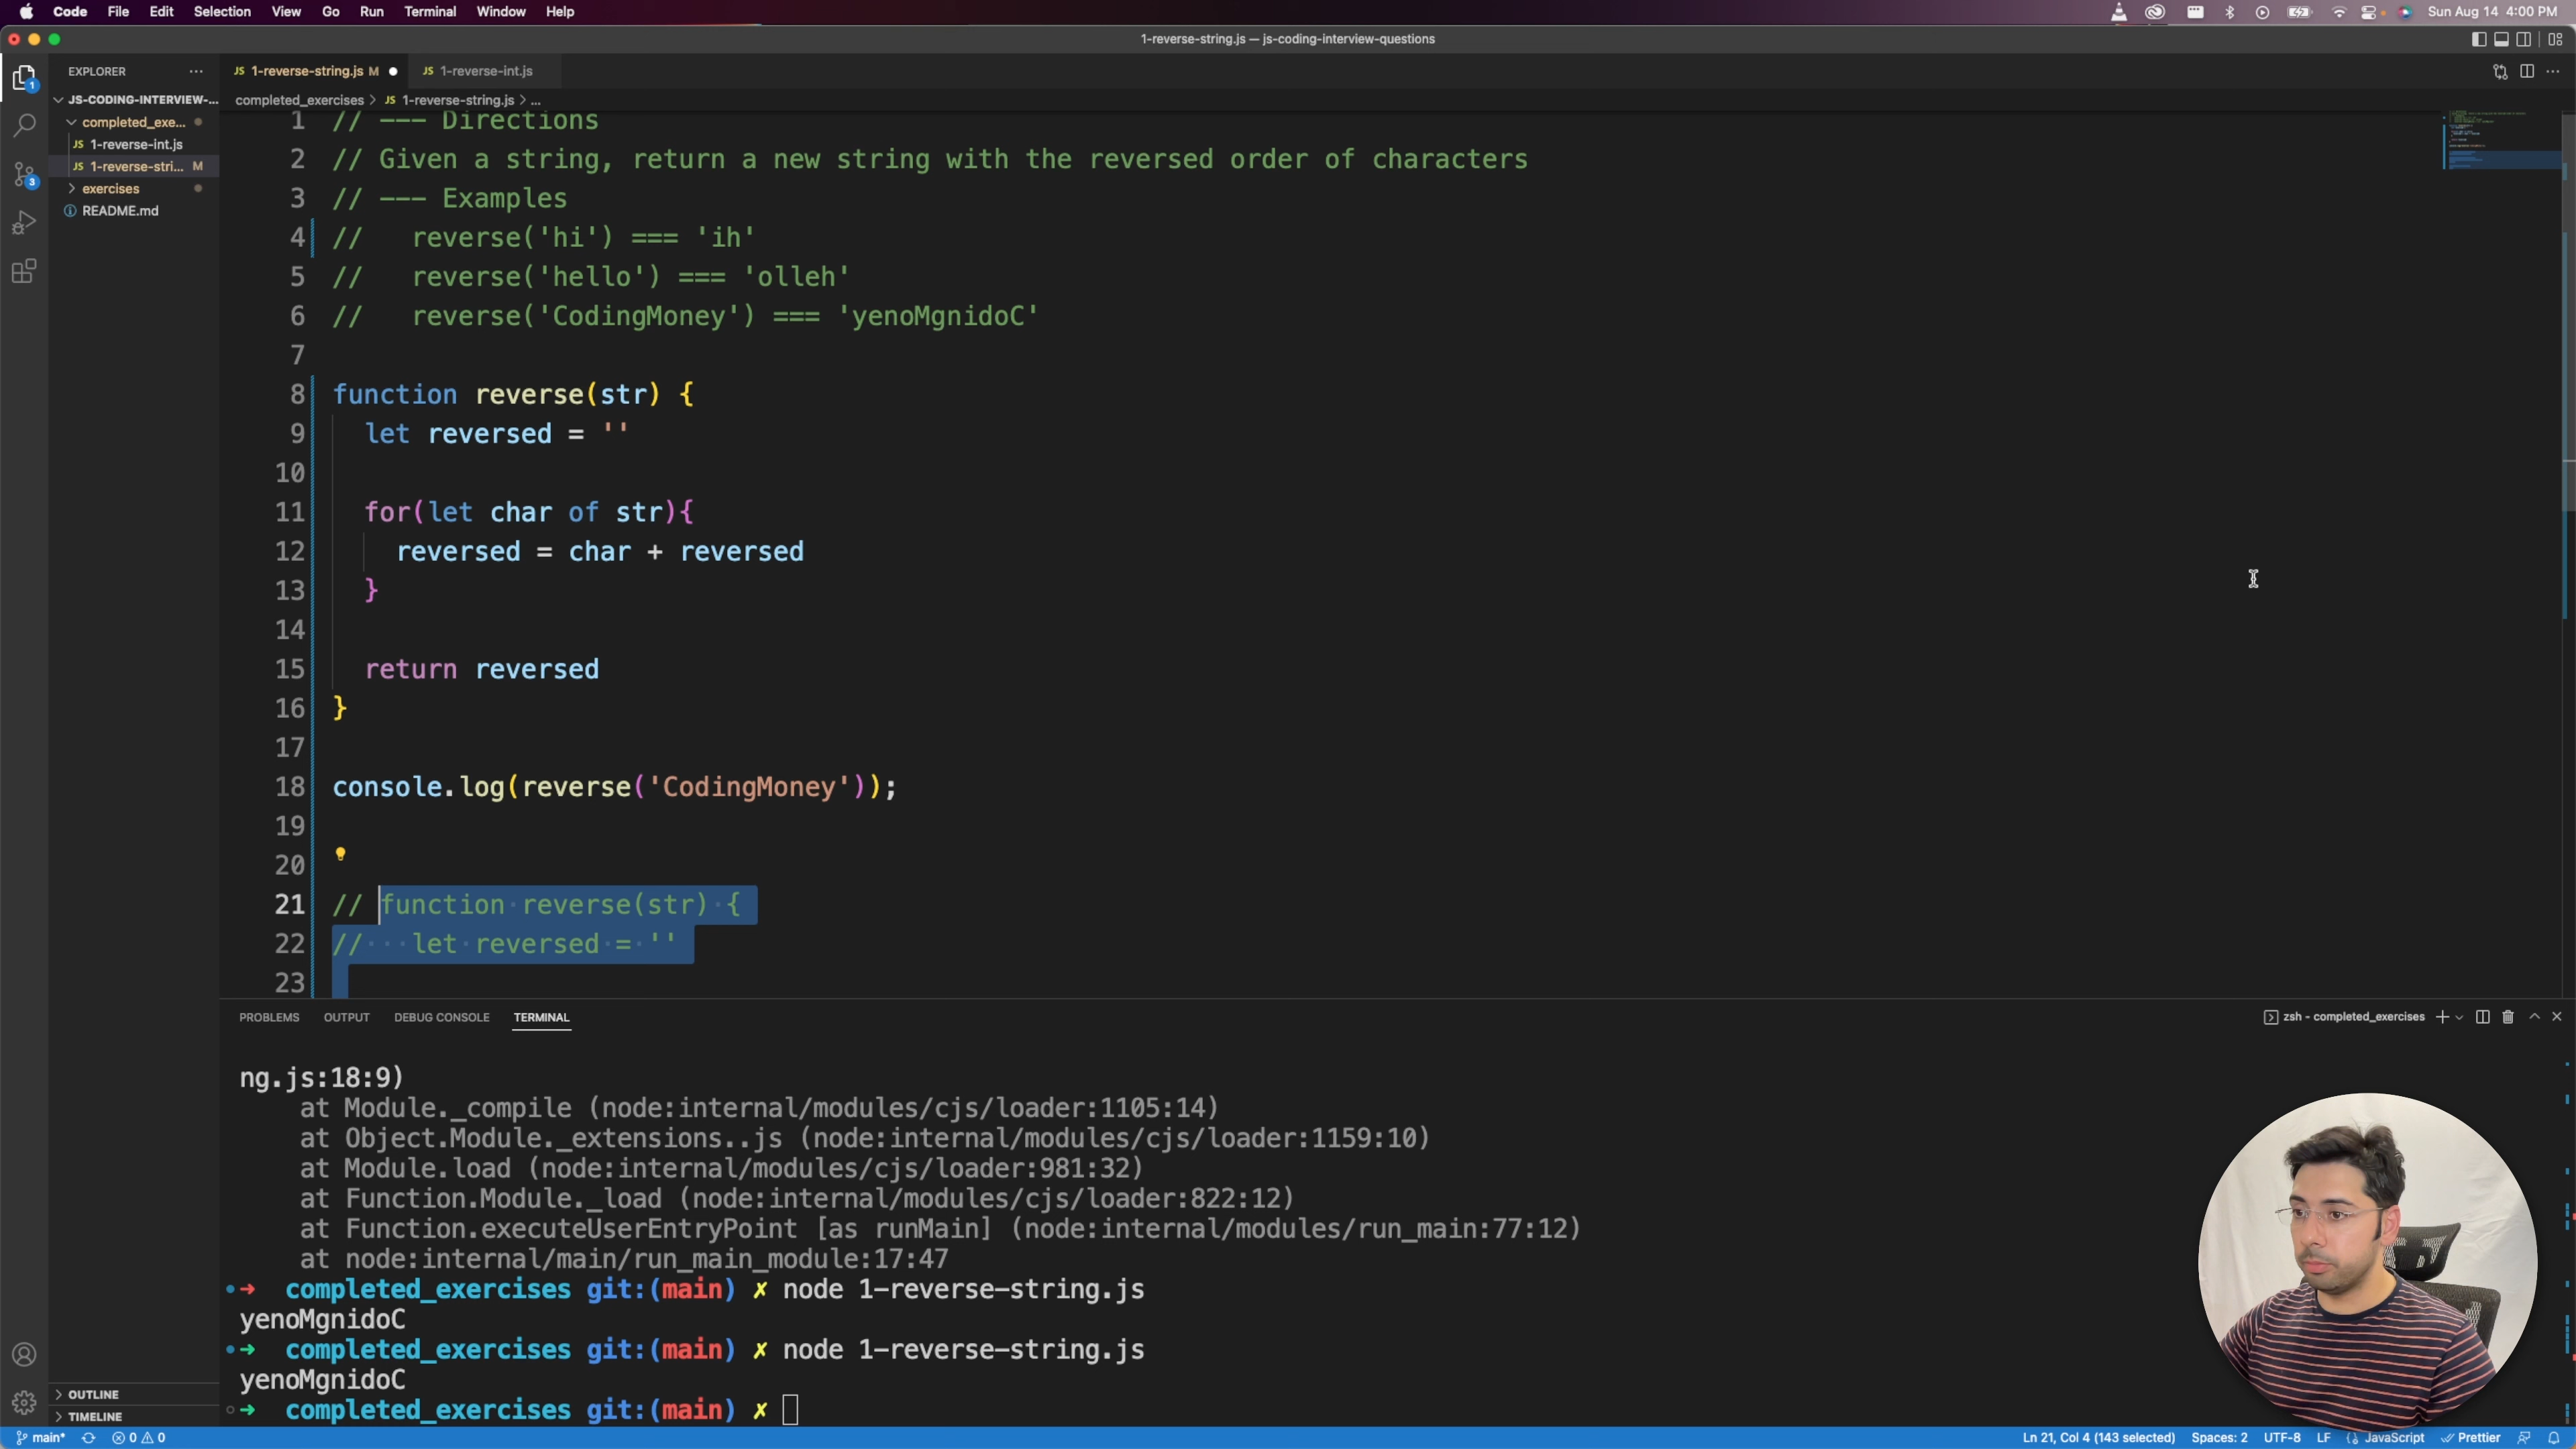 Code File Edit Selection View Go Run Terminal Window Help Sun Aug 14 4:00 PM
1-reverse-string.js — js-coding-interview-questions
EXPLORER
JS-CODING-INTERVIEW-...
completed_exe...
JS 1-reverse-int.js
JS 1-reverse-stri... M
exercises
README.md
OUTLINE
TIMELINE
1
3
JS 1-reverse-string.js M JS 1-reverse-int.js
completed_exercises > JS 1-reverse-string.js > ...
1 // --- Directions
2 // Given a string, return a new string with the reversed order of characters
3 // --- Examples
4 //   reverse('hi') === 'ih'
5 //   reverse('hello') === 'olleh'
6 //   reverse('CodingMoney') === 'yenoMgnidoC'
7
8 function reverse(str) {
9   let reversed = ''
10
11   for(let char of str){
12     reversed = char + reversed
13   }
14
15   return reversed
16 }
17
18 console.log(reverse('CodingMoney'));
19
20
21 // function reverse(str) {
22 //   let reversed = ''
23
PROBLEMS OUTPUT DEBUG CONSOLE TERMINAL zsh - completed_exercises
ng.js:18:9)
    at Module._compile (node:internal/modules/cjs/loader:1105:14)
    at Object.Module._extensions..js (node:internal/modules/cjs/loader:1159:10)
    at Module.load (node:internal/modules/cjs/loader:981:32)
    at Function.Module._load (node:internal/modules/cjs/loader:822:12)
    at Function.executeUserEntryPoint [as runMain] (node:internal/modules/run_main:77:12)
    at node:internal/main/run_main_module:17:47
➜  completed_exercises git:(main) ✗ node 1-reverse-string.js
yenoMgnidoC
➜  completed_exercises git:(main) ✗ node 1-reverse-string.js
yenoMgnidoC
➜  completed_exercises git:(main) ✗
main* 0 0 Ln 21, Col 4 (143 selected) Spaces: 2 UTF-8 LF JavaScript Prettier